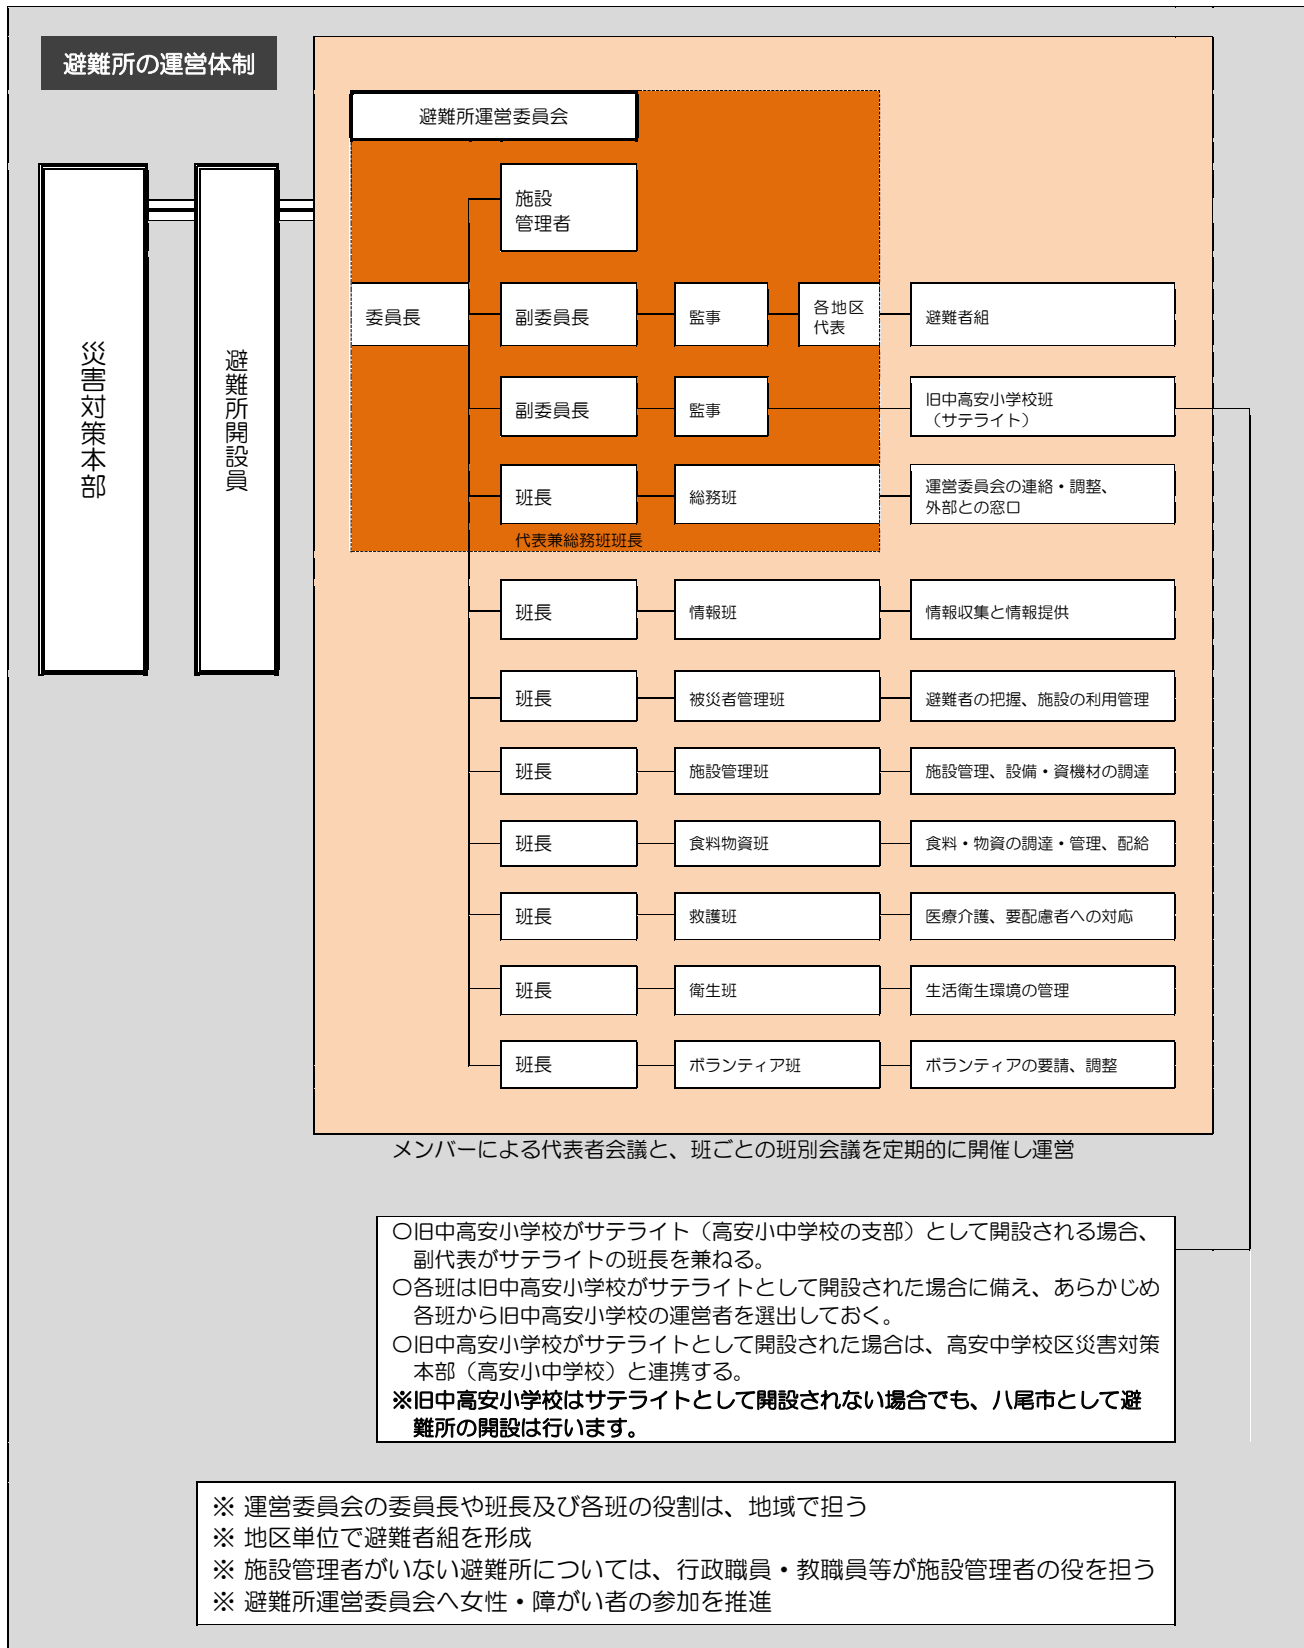 避難所の運営体制
災害対策本部
避難所開設員
避難所運営委員会
施設
管理者
委員長
副委員長
監事
各地区
代表
避難者組
副委員長
監事
旧中高安小学校班
（サテライト）
班長
総務班
運営委員会の連絡・調整、
外部との窓口
代表兼総務班班長
班長
情報班
情報収集と情報提供
班長
被災者管理班
避難者の把握、施設の利用管理
班長
施設管理班
施設管理、設備・資機材の調達
班長
食料物資班
食料・物資の調達・管理、配給
班長
救護班
医療介護、要配慮者への対応
班長
衛生班
生活衛生環境の管理
班長
ボランティア班
ボランティアの要請、調整
メンバーによる代表者会議と、班ごとの班別会議を定期的に開催し運営
〇旧中高安小学校がサテライト（高安小中学校の支部）として開設される場合、
副代表がサテライトの班長を兼ねる。
〇各班は旧中高安小学校がサテライトとして開設された場合に備え、あらかじめ
各班から旧中高安小学校の運営者を選出しておく。
〇旧中高安小学校がサテライトとして開設された場合は、高安中学校区災害対策
本部（高安小中学校）と連携する。
※旧中高安小学校はサテライトとして開設されない場合でも、八尾市として避
難所の開設は行います。
※ 運営委員会の委員長や班長及び各班の役割は、地域で担う
※ 地区単位で避難者組を形成
※ 施設管理者がいない避難所については、行政職員・教職員等が施設管理者の役を担う
※ 避難所運営委員会へ女性・障がい者の参加を推進